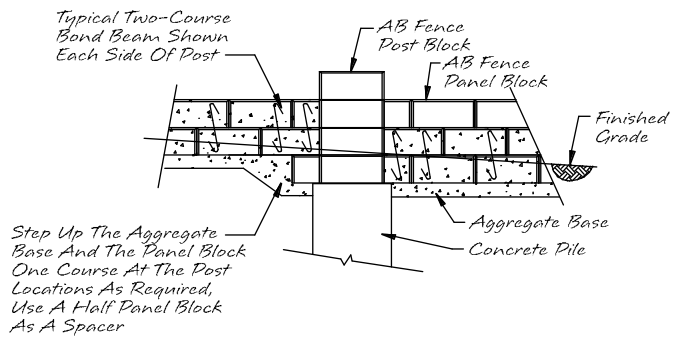 Typical Two-Course
Bond Beam Shown
Each Side Of Post
AB Fence
Post Block
AB Fence
Panel Block
Finished
Grade
Step Up The Aggregate
Base And The Panel Block
One Course At The Post
Locations As Required,
Use A Half Panel Block
As A Spacer
Aggregate Base
Concrete Pile